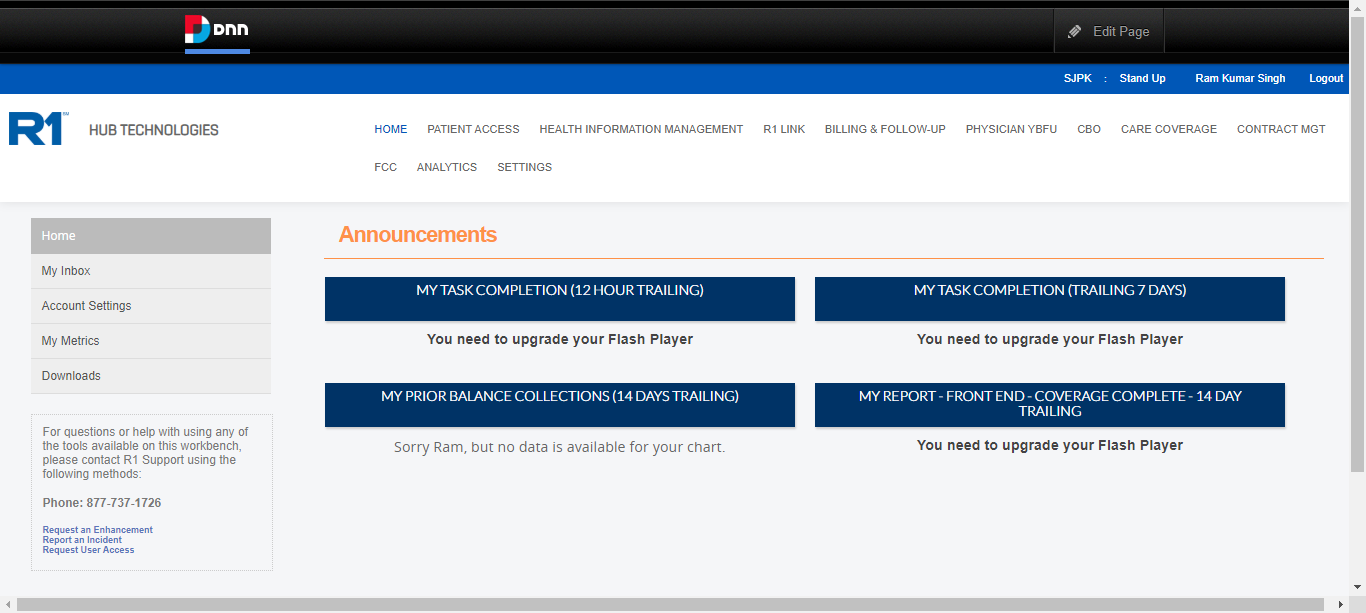 DNN
Edit Page
SJPK : Stand Up Ram Kumar Singh Logout
R1 SM HUB TECHNOLOGIES
HOME PATIENT ACCESS HEALTH INFORMATION MANAGEMENT R1 LINK BILLING & FOLLOW-UP PHYSICIAN YBFU CBO CARE COVERAGE CONTRACT MGT
FCC ANALYTICS SETTINGS
Home
My Inbox
Account Settings
My Metrics
Downloads
For questions or help with using any of
the tools available on this workbench,
please contact R1 Support using the
following methods:
Phone: 877-737-1726
Request an Enhancement
Report an Incident
Request User Access
Announcements
MY TASK COMPLETION (12 HOUR TRAILING)
You need to upgrade your Flash Player
MY TASK COMPLETION (TRAILING 7 DAYS)
You need to upgrade your Flash Player
MY PRIOR BALANCE COLLECTIONS (14 DAYS TRAILING)
Sorry Ram, but no data is available for your chart.
MY REPORT - FRONT END - COVERAGE COMPLETE - 14 DAY
TRAILING
You need to upgrade your Flash Player